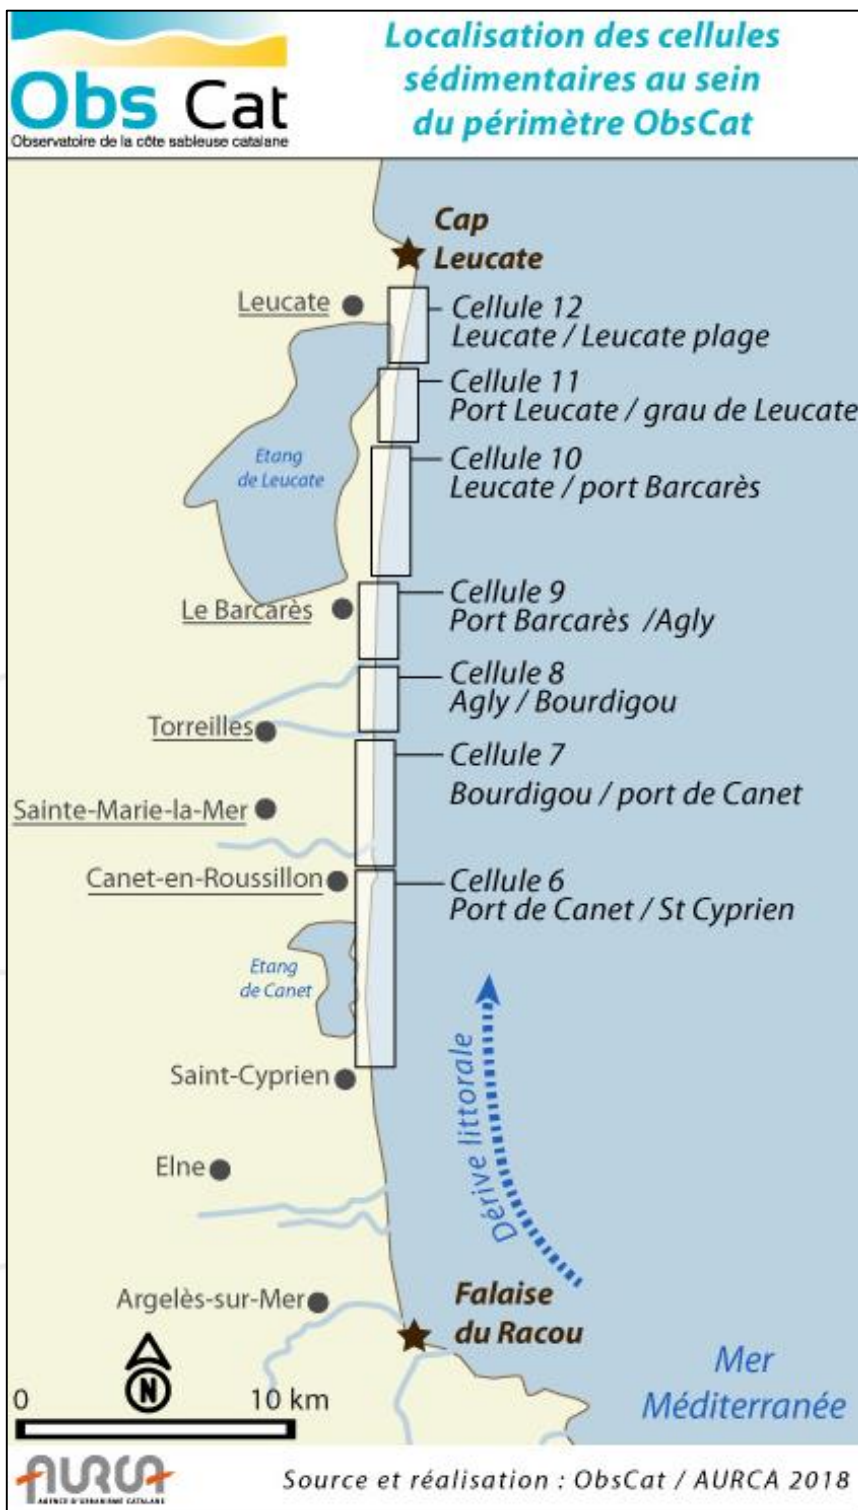 Obs Cat
Observatoire de la côte sableuse catalane
Localisation des cellules
sédimentaires au sein
du périmètre ObsCat
Cap
Leucate
Leucate
Cellule 12
Leucate / Leucate plage
Cellule 11
Port Leucate / grau de Leucate
Etang
de Leucate
Cellule 10
Leucate / port Barcarès
Le Barcarès
Cellule 9
Port Barcarès /Agly
Cellule 8
Agly / Bourdigou
Torreilles
Cellule 7
Bourdigou / port de Canet
Sainte-Marie-la-Mer
Canet-en-Roussillon
Cellule 6
Port de Canet / St Cyprien
Etang
de Canet
Saint-Cyprien
Dérive littorale
Elne
Argelès-sur-Mer
Falaise
du Racou
N
0 10 km
Mer
Méditerranée
AURCA
AGENCE D'URBANISME CATALANE
Source et réalisation : ObsCat / AURCA 2018